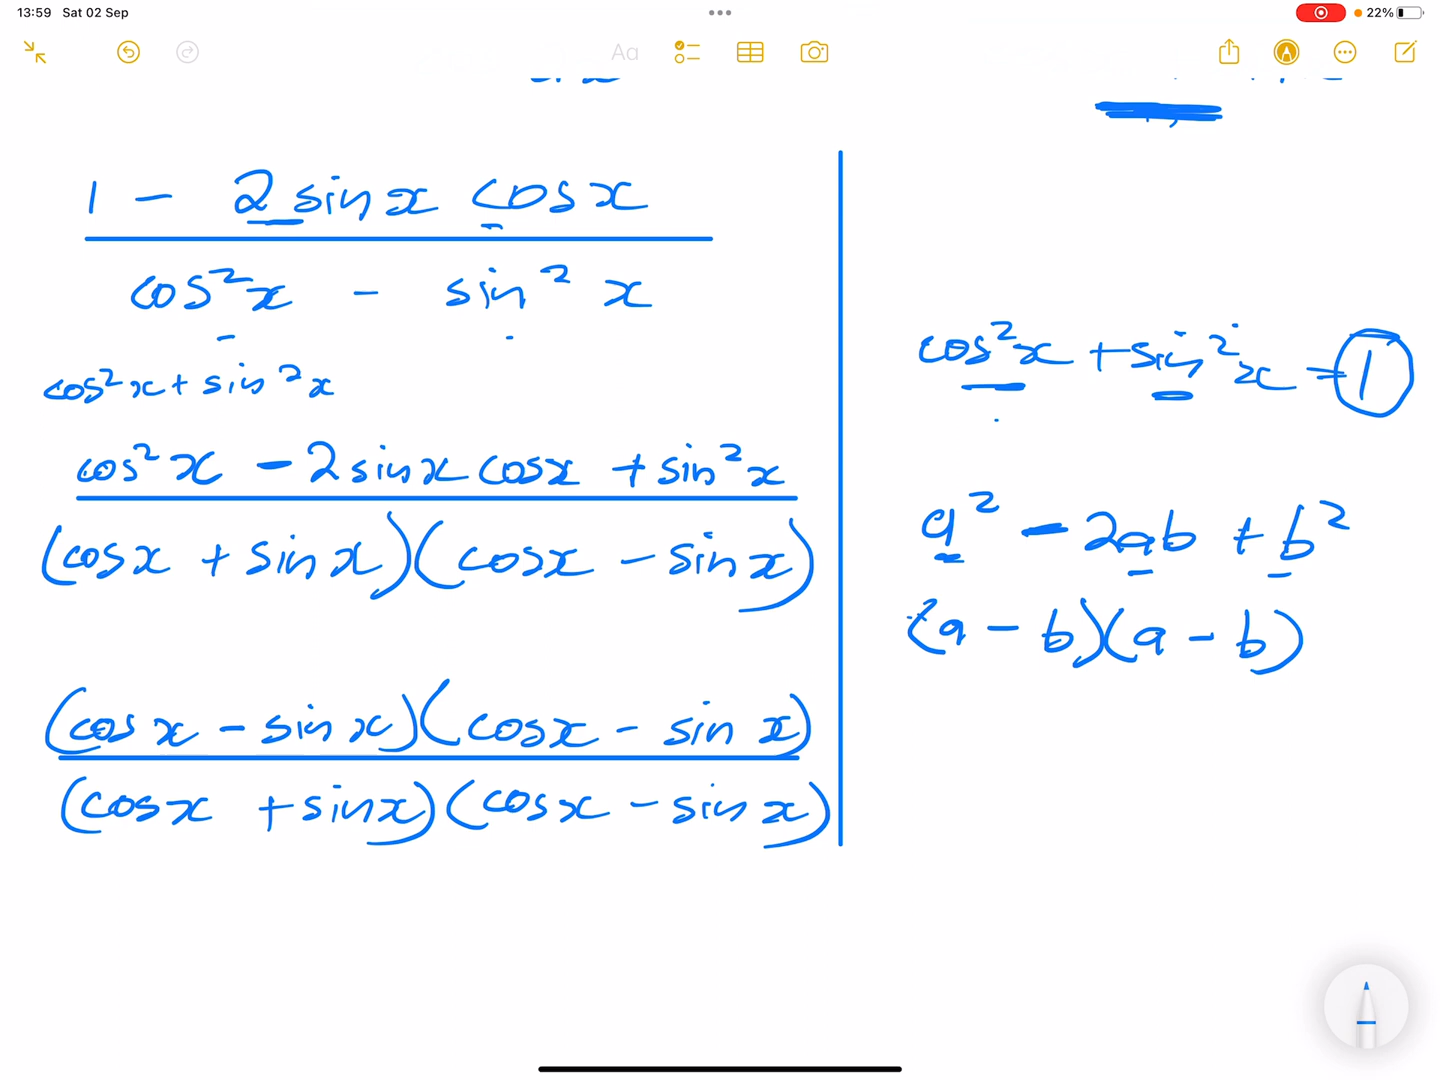 13:59 Sat 02 Sep
22%
Aa
1 - 2 sin x cos x
cos² x - sin² x
cos² x + sin² x
cos² x - 2 sin x cos x + sin² x
(cos x + sin x)(cos x - sin x)
(cos x - sin x)(cos x - sin x)
(cos x + sin x)(cos x - sin x)
cos² x + sin² x = 1
a² - 2ab + b²
(a - b)(a - b)